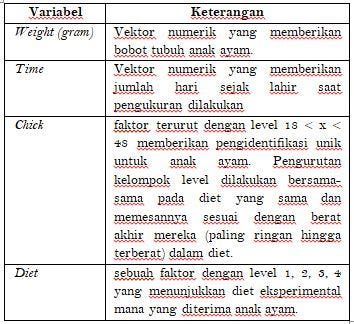 Variabel Keterangan
Weight (gram) Vektor numerik yang memberikan
bobot tubuh anak ayam.
Time Vektor numerik yang memberikan
jumlah hari sejak lahir saat
pengukuran dilakukan
Chick faktor terurut dengan level 18 < x <
48 memberikan pengidentifikasi unik
untuk anak ayam. Pengurutan
kelompok level dilakukan bersama-
sama pada diet yang sama dan
memesannya sesuai dengan berat
akhir mereka (paling ringan hingga
terberat) dalam diet.
Diet sebuah faktor dengan level 1, 2, 3, 4
yang menunjukkan diet eksperimental
mana yang diterima anak ayam.